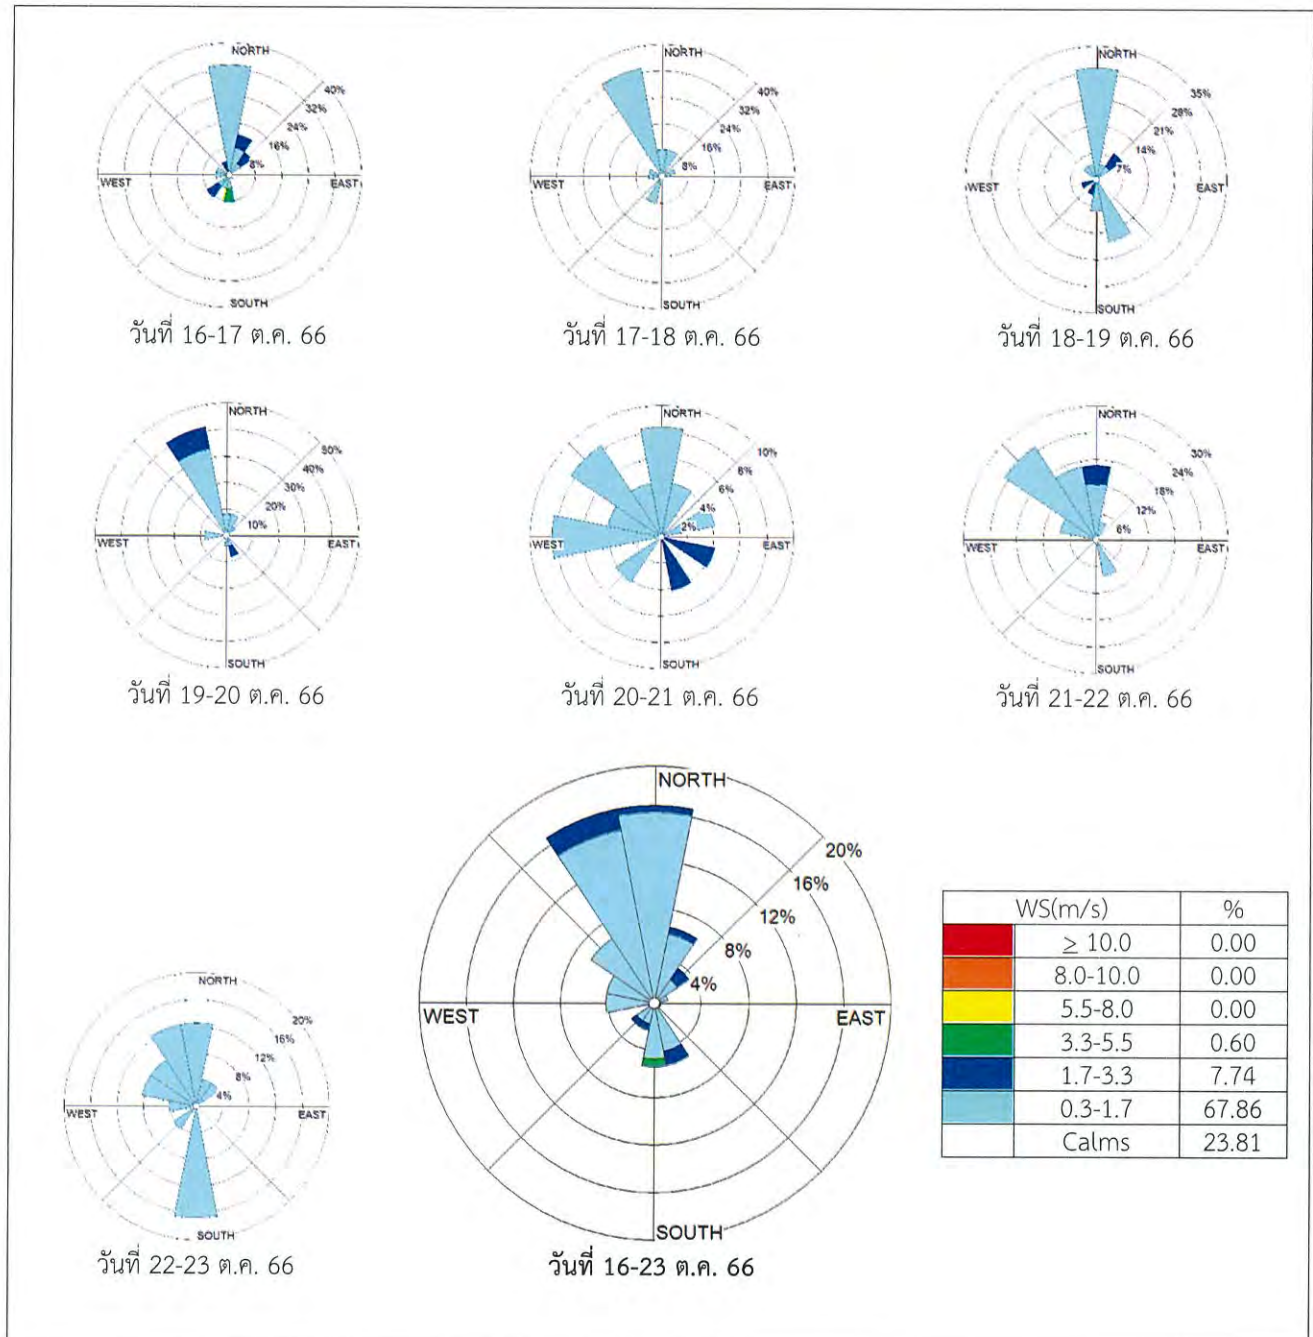 NORTH
40%
32%
24%
16%
8%
WEST
EAST
SOUTH
วันที่ 16-17 ต.ค. 66
NORTH
40%
32%
24%
16%
8%
WEST
EAST
SOUTH
วันที่ 17-18 ต.ค. 66
NORTH
35%
28%
21%
14%
7%
WEST
EAST
SOUTH
วันที่ 18-19 ต.ค. 66
NORTH
50%
40%
30%
20%
10%
WEST
EAST
SOUTH
วันที่ 19-20 ต.ค. 66
NORTH
10%
8%
6%
4%
2%
WEST
EAST
SOUTH
วันที่ 20-21 ต.ค. 66
NORTH
30%
24%
18%
12%
6%
WEST
EAST
SOUTH
วันที่ 21-22 ต.ค. 66
NORTH
20%
16%
12%
8%
4%
WEST
EAST
SOUTH
วันที่ 22-23 ต.ค. 66
NORTH
20%
16%
12%
8%
4%
WEST
EAST
SOUTH
วันที่ 16-23 ต.ค. 66
WS(m/s) %
≥ 10.0 0.00
8.0-10.0 0.00
5.5-8.0 0.00
3.3-5.5 0.60
1.7-3.3 7.74
0.3-1.7 67.86
Calms 23.81